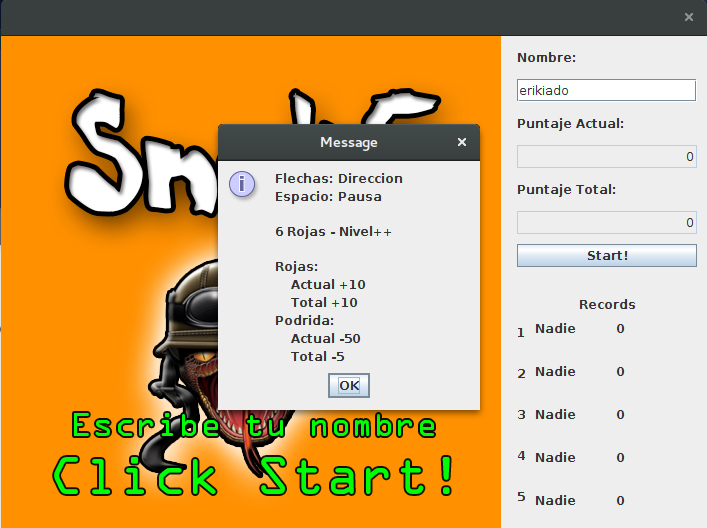 Message
Flechas: Direccion
Espacio: Pausa
6 Rojas - Nivel++
Rojas:
Actual +10
Total +10
Podrida:
Actual -50
Total -5
OK
Escribe tu nombre
Click Start!
Nombre:
erikiado
Puntaje Actual:
0
Puntaje Total:
0
Start!
Records
1 Nadie 0
2 Nadie 0
3 Nadie 0
4 Nadie 0
5 Nadie 0